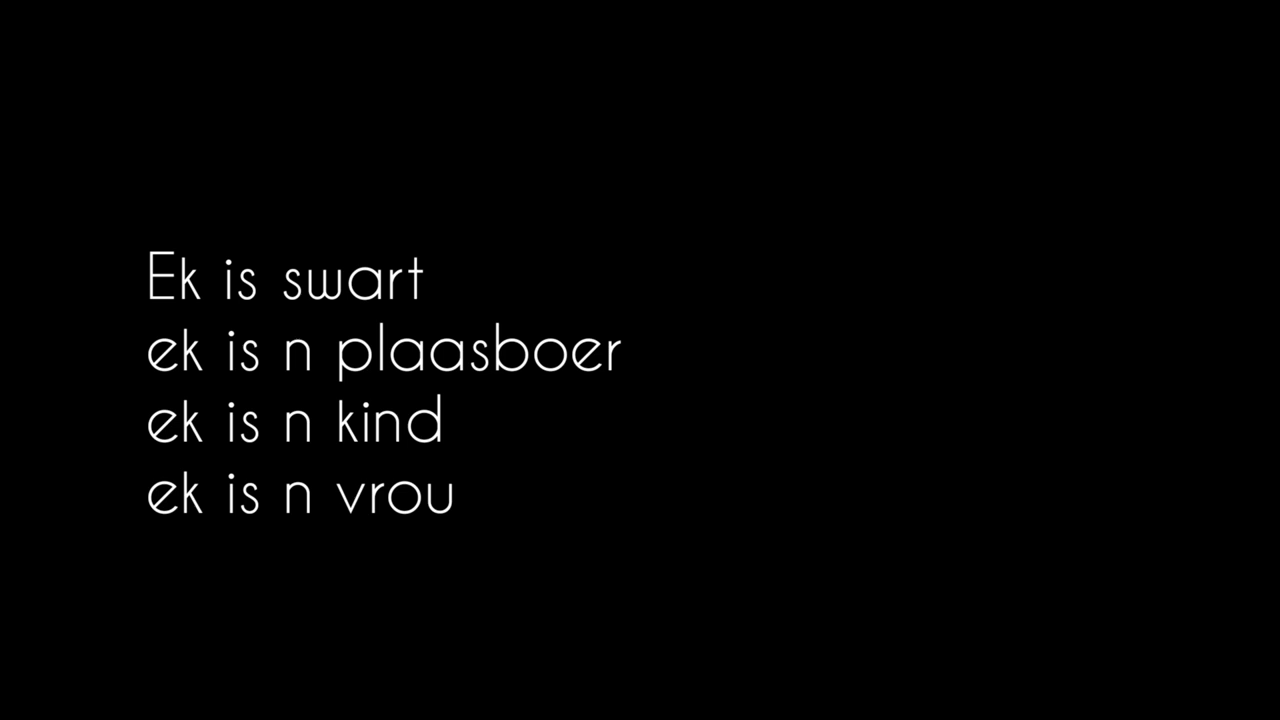 Ek is swart
ek is n plaasboer
ek is n kind
ek is n vrou